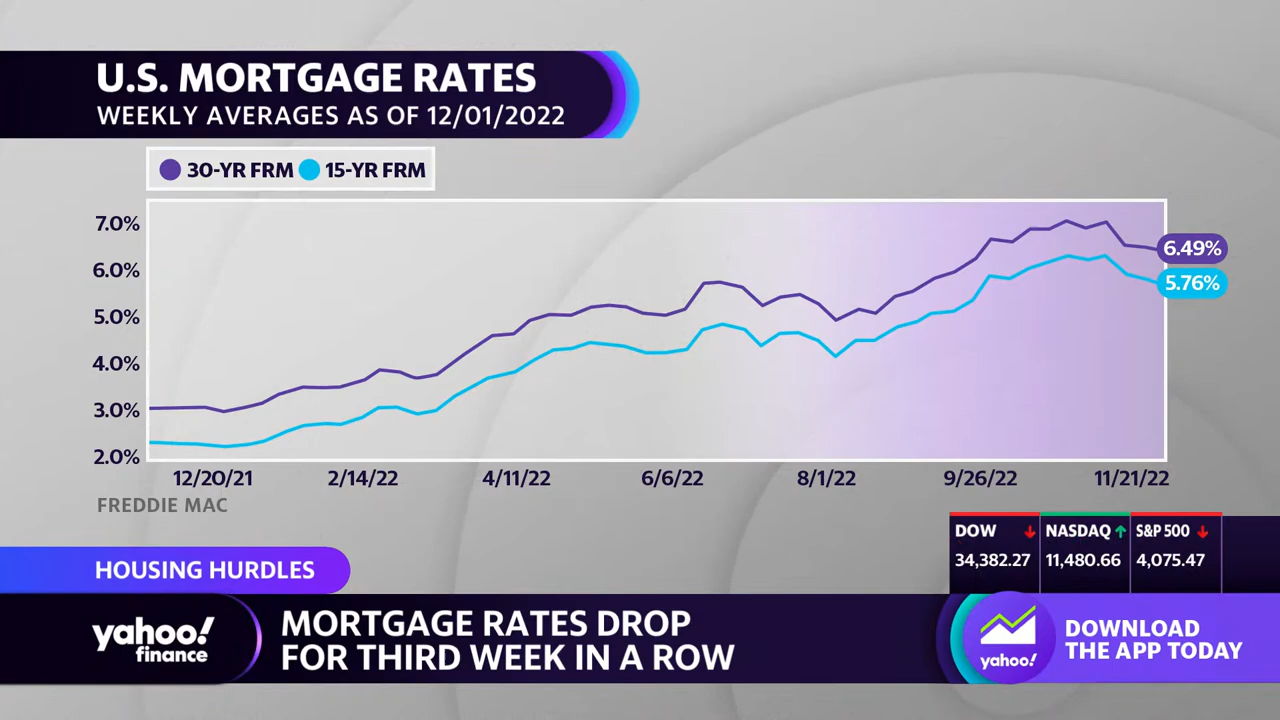 U.S. MORTGAGE RATES
WEEKLY AVERAGES AS OF 12/01/2022
30-YR FRM 15-YR FRM
7.0%
6.0%
5.0%
4.0%
3.0%
2.0%
6.49%
5.76%
12/20/21 2/14/22 4/11/22 6/6/22 8/1/22 9/26/22 11/21/22
FREDDIE MAC
DOW NASDAQ S&P 500
34,382.27 11,480.66 4,075.47
HOUSING HURDLES
yahoo!
finance
MORTGAGE RATES DROP
FOR THIRD WEEK IN A ROW
yahoo!
DOWNLOAD
THE APP TODAY